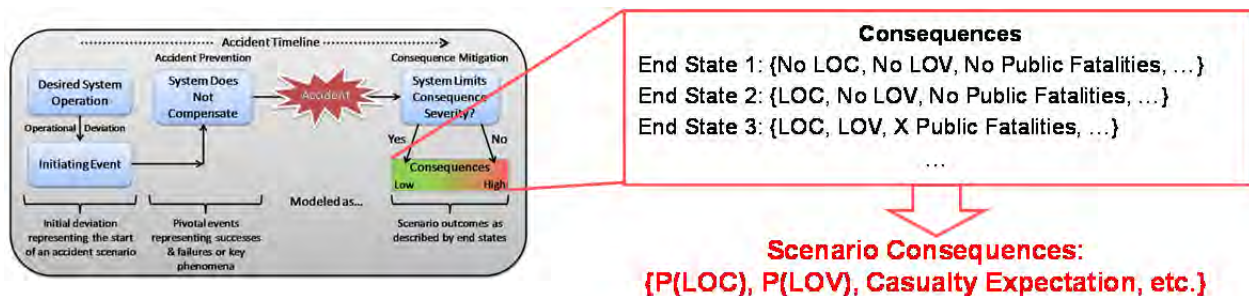 Accident Timeline
Accident Prevention
Consequence Mitigation
Desired System
Operation
System Does
Not
Compensate
Accident
System Limits
Consequence
Severity?
Operational Deviation
Yes
No
Initiating Event
Consequences
Low
High
Modeled as...
Initial deviation
representing the start
of an accident scenario
Pivotal events
representing successes
& failures or key
phenomena
Scenario outcomes as
described by end states
Consequences
End State 1: {No LOC, No LOV, No Public Fatalities, ...}
End State 2: {LOC, No LOV, No Public Fatalities, ...}
End State 3: {LOC, LOV, X Public Fatalities, ...}
...
Scenario Consequences:
{P(LOC), P(LOV), Casualty Expectation, etc.}